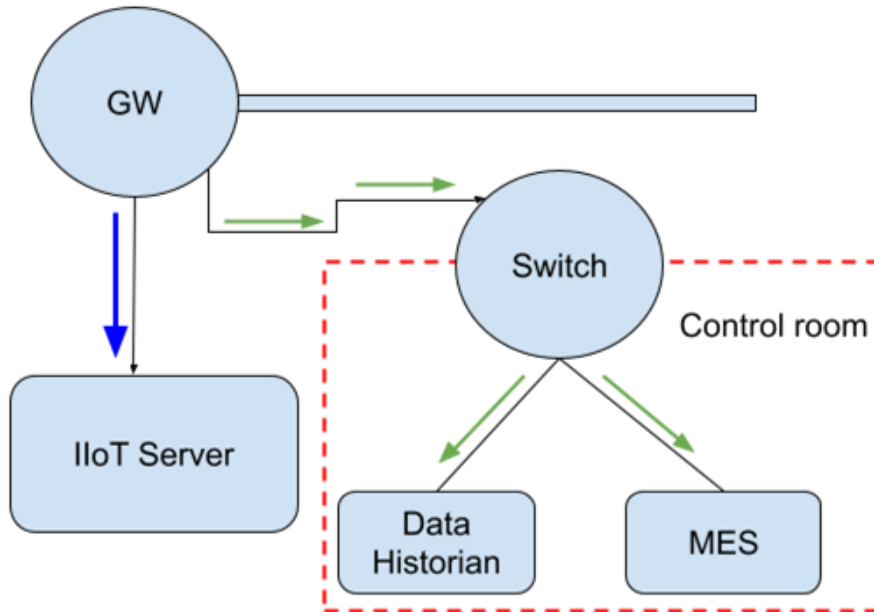 GW
Switch
Control room
IIoT Server
Data
Historian
MES